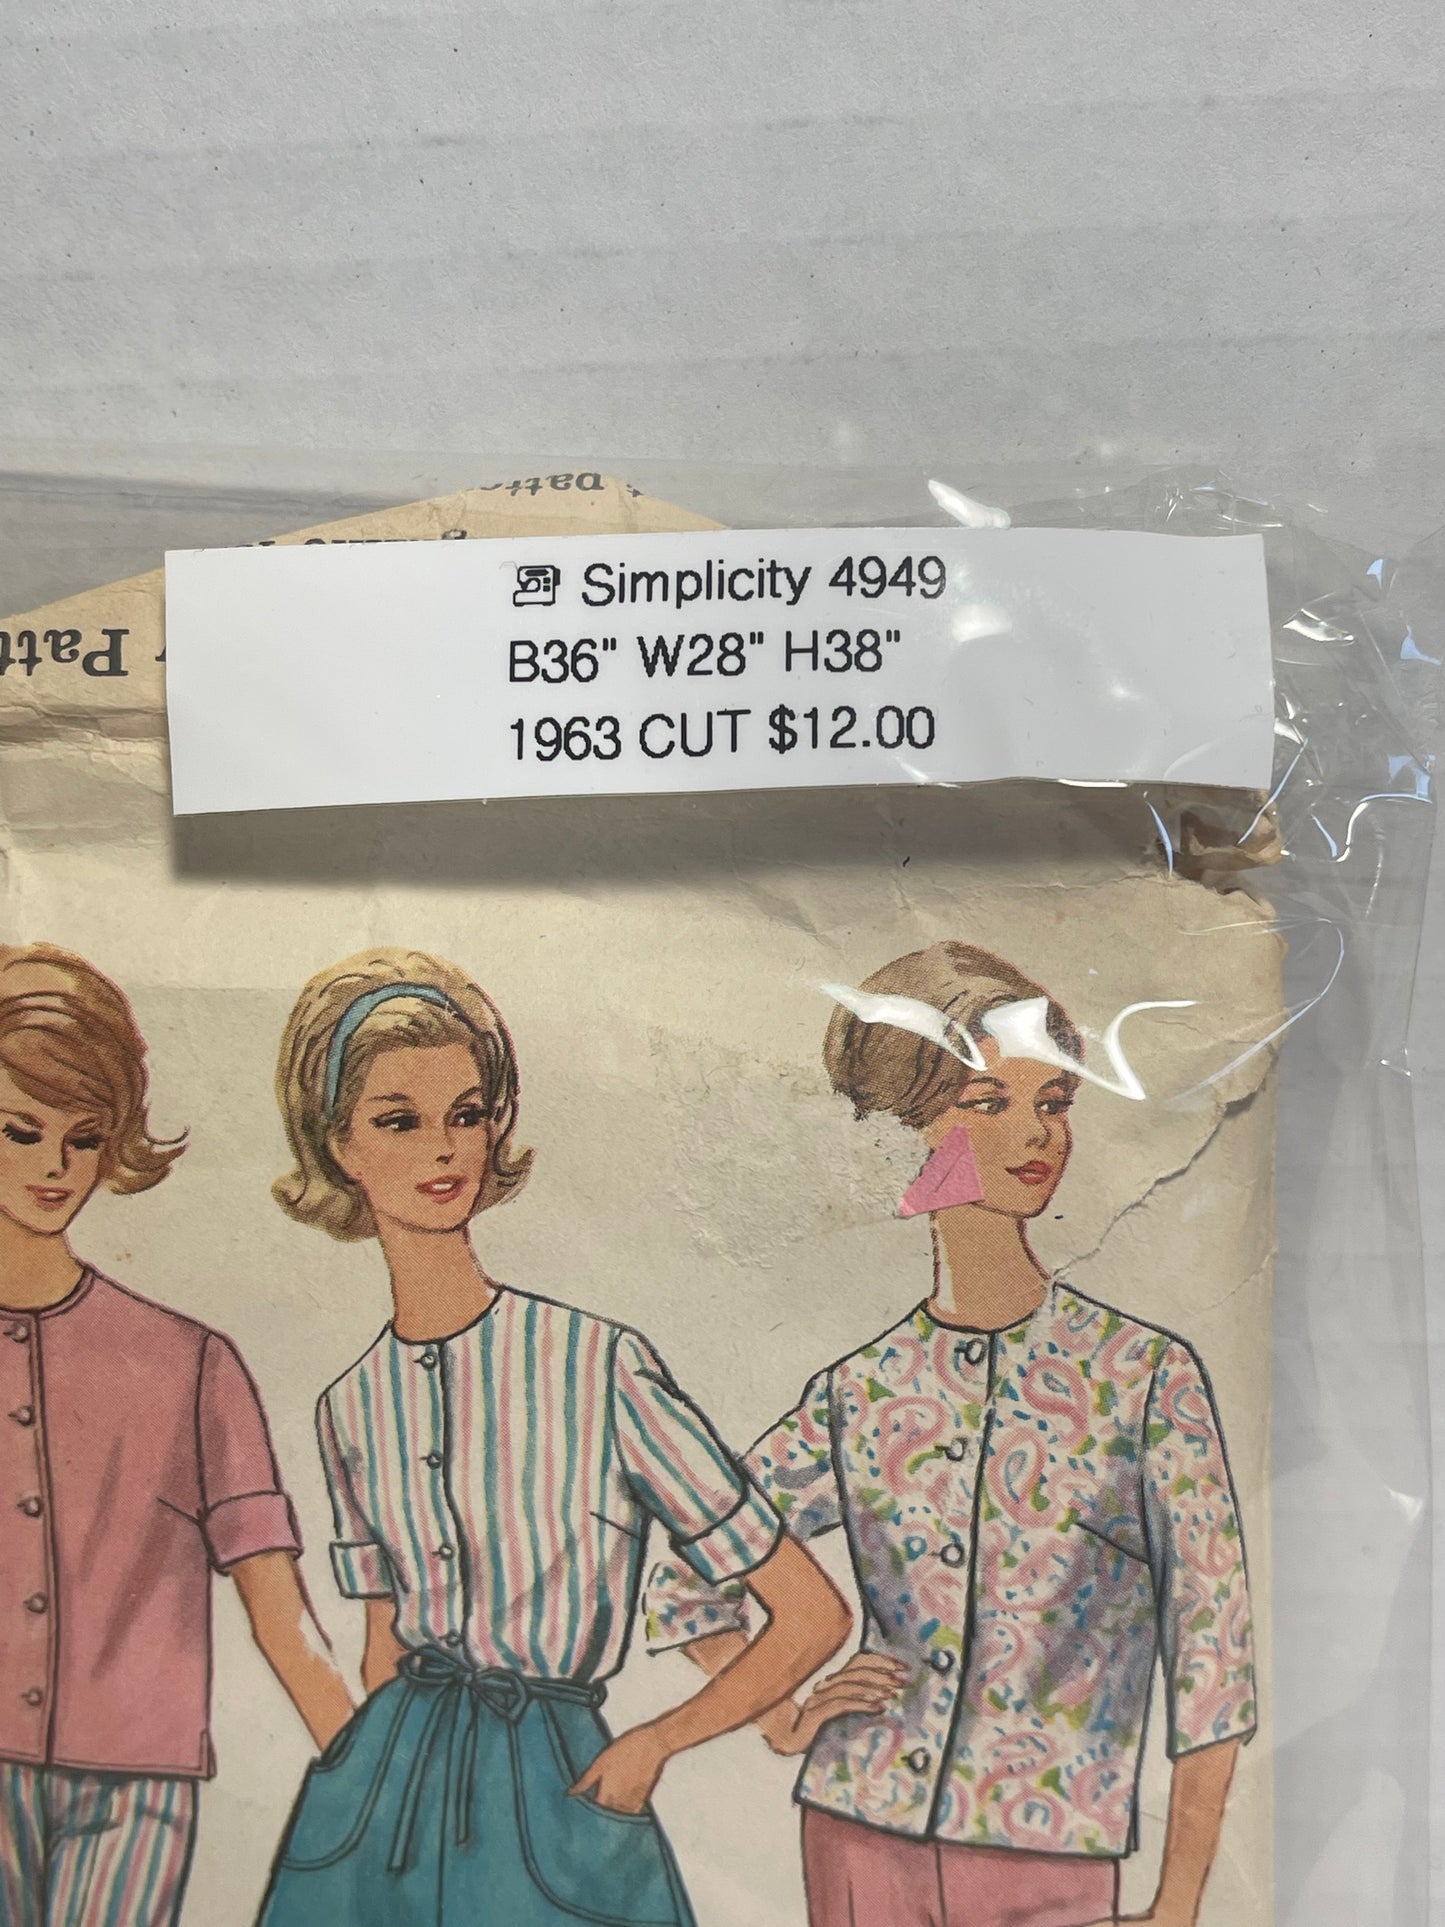 Simplicity 4949
B36" W28" H38"
1963 CUT $12.00